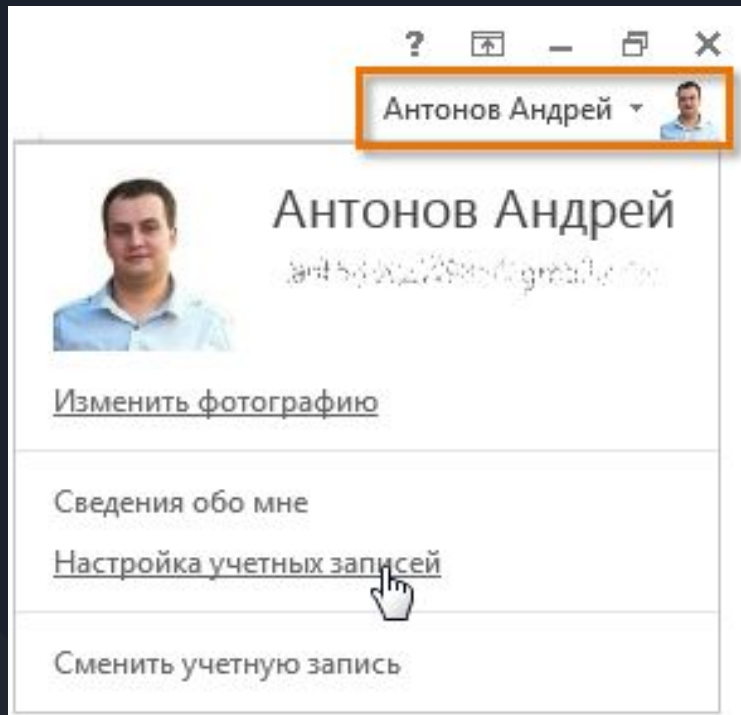 ?
Антонов Андрей
Антонов Андрей
Изменить фотографию
Сведения обо мне
Настройка учетных записей
Сменить учетную запись